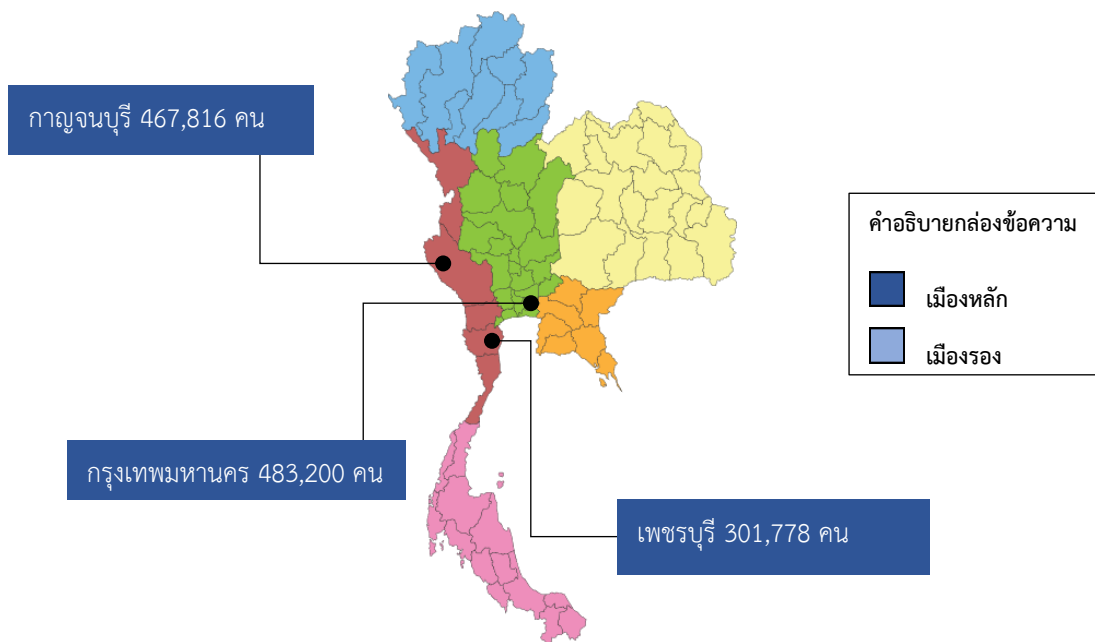 กาญจนบุรี 467,816 คน
คำอธิบายกล่องข้อความ
เมืองหลัก
เมืองรอง
กรุงเทพมหานคร 483,200 คน
เพชรบุรี 301,778 คน